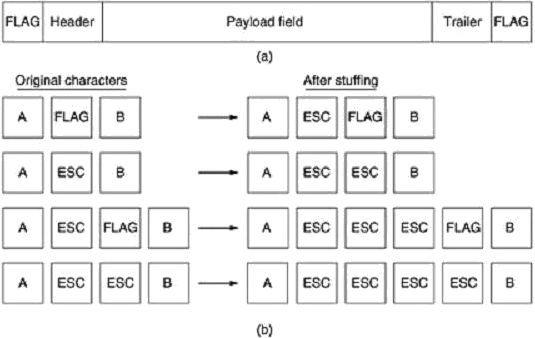 FLAG Header Payload field Trailer FLAG
(a)
Original characters After stuffing
A FLAG B A ESC FLAG B
A ESC B A ESC ESC B
A ESC FLAG B A ESC ESC ESC FLAG B
A ESC ESC B A ESC ESC ESC ESC B
(b)